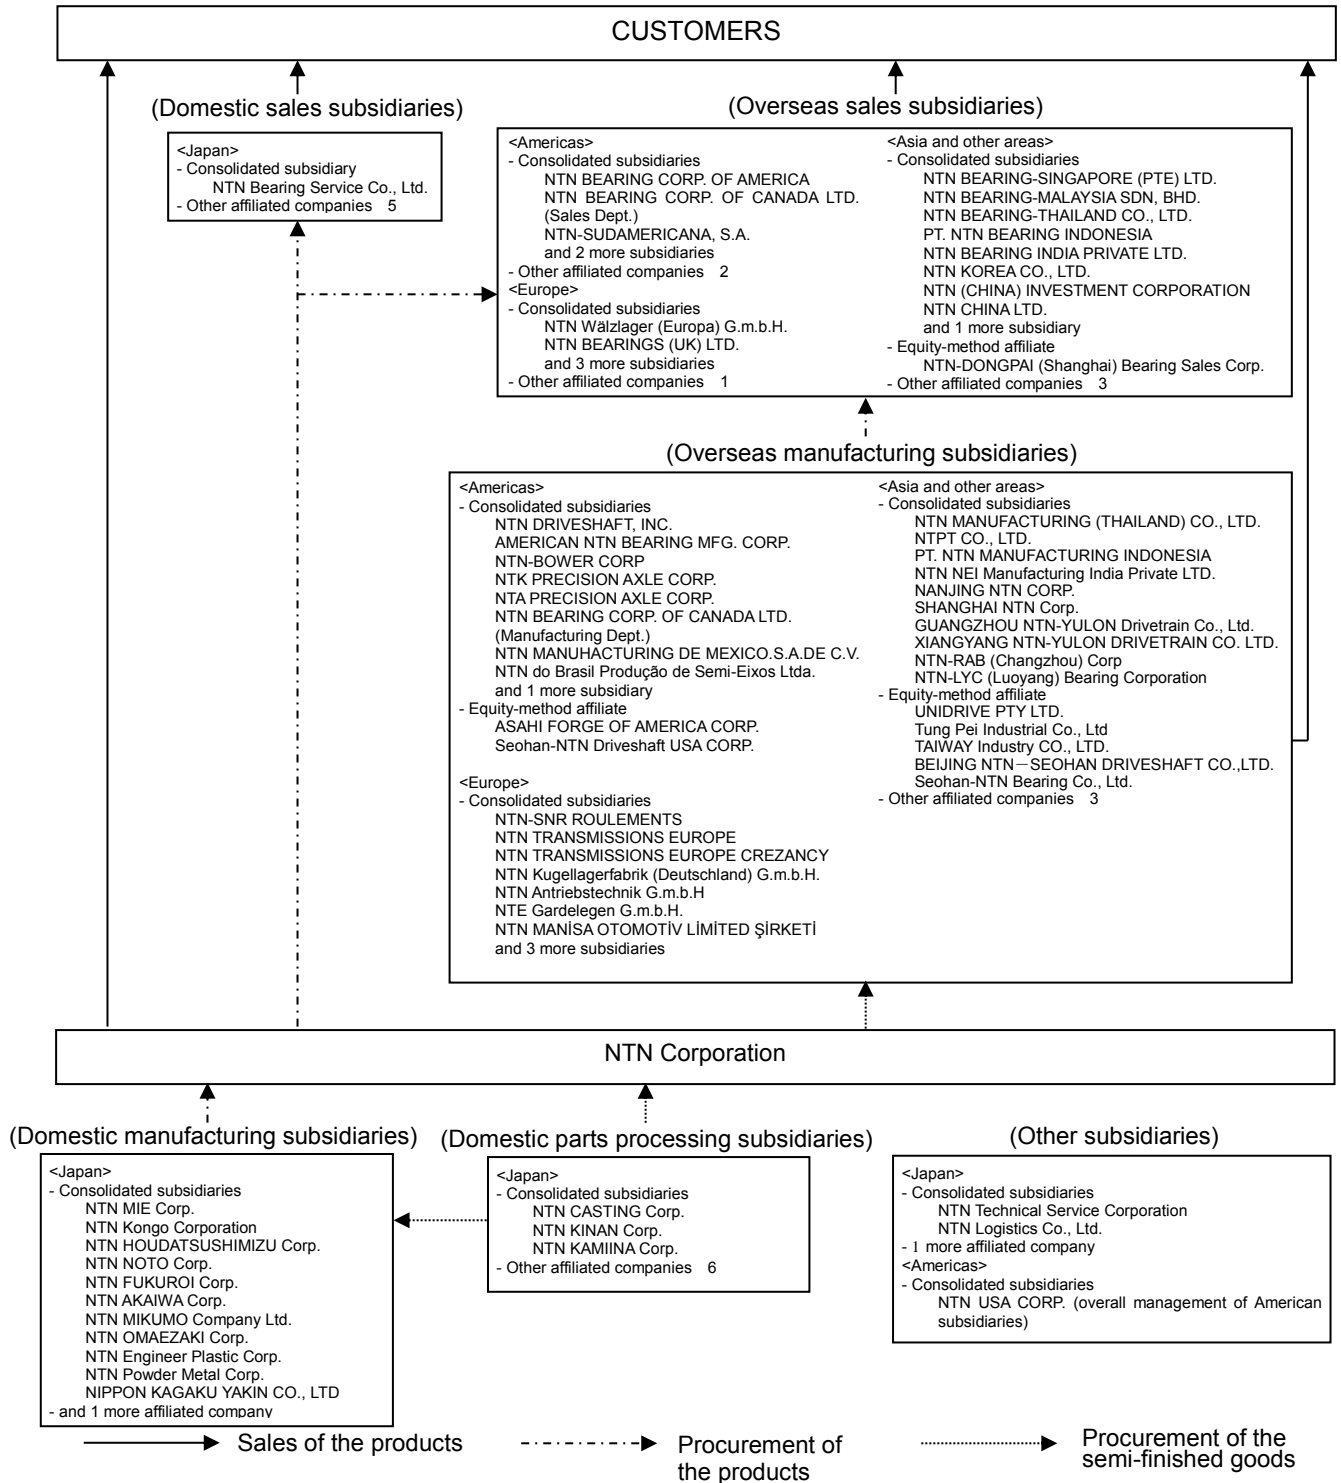 CUSTOMERS
(Domestic sales subsidiaries)
<Japan>
- Consolidated subsidiary
NTN Bearing Service Co., Ltd.
- Other affiliated companies 5
(Overseas sales subsidiaries)
<Americas>
- Consolidated subsidiaries
NTN BEARING CORP. OF AMERICA
NTN BEARING CORP. OF CANADA LTD.
(Sales Dept.)
NTN-SUDAMERICANA, S.A.
and 2 more subsidiaries
- Other affiliated companies 2
<Europe>
- Consolidated subsidiaries
NTN Wälzlager (Europa) G.m.b.H.
NTN BEARINGS (UK) LTD.
and 3 more subsidiaries
- Other affiliated companies 1
<Asia and other areas>
- Consolidated subsidiaries
NTN BEARING-SINGAPORE (PTE) LTD.
NTN BEARING-MALAYSIA SDN, BHD.
NTN BEARING-THAILAND CO., LTD.
PT. NTN BEARING INDONESIA
NTN BEARING INDIA PRIVATE LTD.
NTN KOREA CO., LTD.
NTN (CHINA) INVESTMENT CORPORATION
NTN CHINA LTD.
and 1 more subsidiary
- Equity-method affiliate
NTN-DONGPAI (Shanghai) Bearing Sales Corp.
- Other affiliated companies 3
(Overseas manufacturing subsidiaries)
<Americas>
- Consolidated subsidiaries
NTN DRIVESHAFT, INC.
AMERICAN NTN BEARING MFG. CORP.
NTN-BOWER CORP
NTK PRECISION AXLE CORP.
NTA PRECISION AXLE CORP.
NTN BEARING CORP. OF CANADA LTD.
(Manufacturing Dept.)
NTN MANUHACTURING DE MEXICO.S.A.DE C.V.
NTN do Brasil Produção de Semi-Eixos Ltda.
and 1 more subsidiary
- Equity-method affiliate
ASAHI FORGE OF AMERICA CORP.
Seohan-NTN Driveshaft USA CORP.
<Europe>
- Consolidated subsidiaries
NTN-SNR ROULEMENTS
NTN TRANSMISSIONS EUROPE
NTN TRANSMISSIONS EUROPE CREZANCY
NTN Kugellagerfabrik (Deutschland) G.m.b.H.
NTN Antriebstechnik G.m.b.H
NTE Gardelegen G.m.b.H.
NTN MANİSA OTOMOTİV LİMİTED ŞİRKETİ
and 3 more subsidiaries
<Asia and other areas>
- Consolidated subsidiaries
NTN MANUFACTURING (THAILAND) CO., LTD.
NTPT CO., LTD.
PT. NTN MANUFACTURING INDONESIA
NTN NEI Manufacturing India Private LTD.
NANJING NTN CORP.
SHANGHAI NTN Corp.
GUANGZHOU NTN-YULON Drivetrain Co., Ltd.
XIANGYANG NTN-YULON DRIVETRAIN CO. LTD.
NTN-RAB (Changzhou) Corp
NTN-LYC (Luoyang) Bearing Corporation
- Equity-method affiliate
UNIDRIVE PTY LTD.
Tung Pei Industrial Co., Ltd
TAIWAY Industry CO., LTD.
BEIJING NTN－SEOHAN DRIVESHAFT CO.,LTD.
Seohan-NTN Bearing Co., Ltd.
- Other affiliated companies 3
NTN Corporation
(Domestic manufacturing subsidiaries)
<Japan>
- Consolidated subsidiaries
NTN MIE Corp.
NTN Kongo Corporation
NTN HOUDATSUSHIMIZU Corp.
NTN NOTO Corp.
NTN FUKUROI Corp.
NTN AKAIWA Corp.
NTN MIKUMO Company Ltd.
NTN OMAEZAKI Corp.
NTN Engineer Plastic Corp.
NTN Powder Metal Corp.
NIPPON KAGAKU YAKIN CO., LTD
- and 1 more affiliated company
(Domestic parts processing subsidiaries)
<Japan>
- Consolidated subsidiaries
NTN CASTING Corp.
NTN KINAN Corp.
NTN KAMIINA Corp.
- Other affiliated companies 6
(Other subsidiaries)
<Japan>
- Consolidated subsidiaries
NTN Technical Service Corporation
NTN Logistics Co., Ltd.
- 1 more affiliated company
<Americas>
- Consolidated subsidiaries
NTN USA CORP. (overall management of American
subsidiaries)
Sales of the products
Procurement of
the products
Procurement of the
semi-finished goods